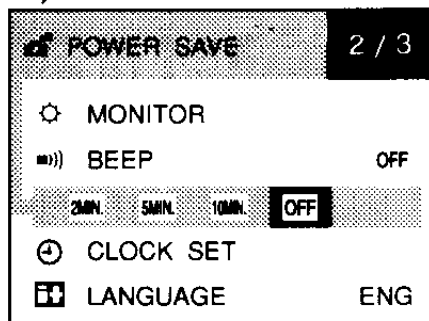 POWER SAVE 2 / 3
MONITOR
BEEP OFF
2MIN. 5MIN. 10MIN. OFF
CLOCK SET
LANGUAGE ENG